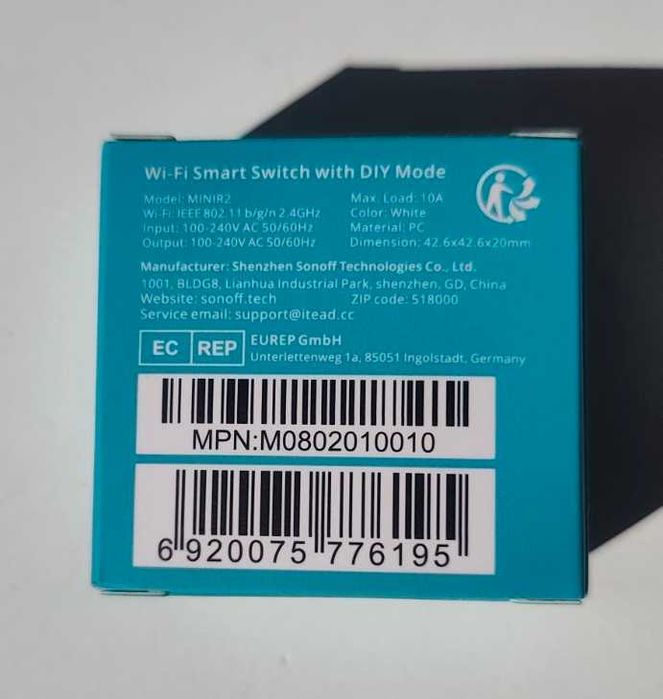 Wi-Fi Smart Switch with DIY Mode
Model: MINIR2
Wi-Fi: IEEE 802.11 b/g/n 2.4GHz
Input: 100-240V AC 50/60Hz
Output: 100-240V AC 50/60Hz
Max. Load: 10A
Color: White
Material: PC
Dimension: 42.6x42.6x20mm
Manufacturer: Shenzhen Sonoff Technologies Co., Ltd.
1001, BLDG8, Lianhua Industrial Park, shenzhen, GD, China
Website: sonoff.tech ZIP code: 518000
Service email: support@itead.cc
EC REP
EUREP GmbH
Unterlettenweg 1a, 85051 Ingolstadt, Germany
MPN:M0802010010
6 920075 776195